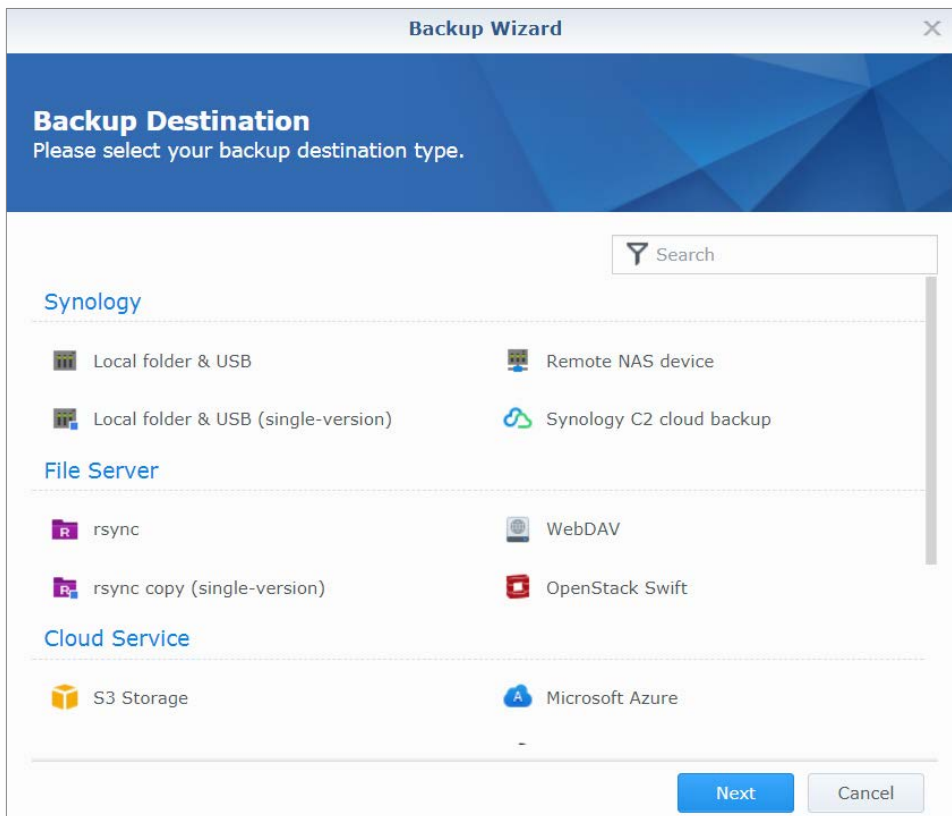 Backup Wizard
Backup Destination
Please select your backup destination type.
Search
Synology
Local folder & USB
Remote NAS device
Local folder & USB (single-version)
Synology C2 cloud backup
File Server
rsync
WebDAV
rsync copy (single-version)
OpenStack Swift
Cloud Service
S3 Storage
Microsoft Azure
Next
Cancel